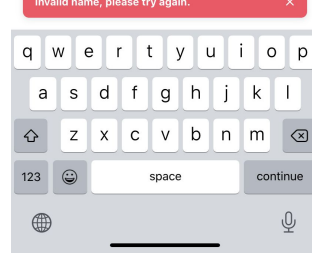 Invalid name, please try again.
q w e r t y u i o p
a s d f g h j k l
z x c v b n m
123 space continue